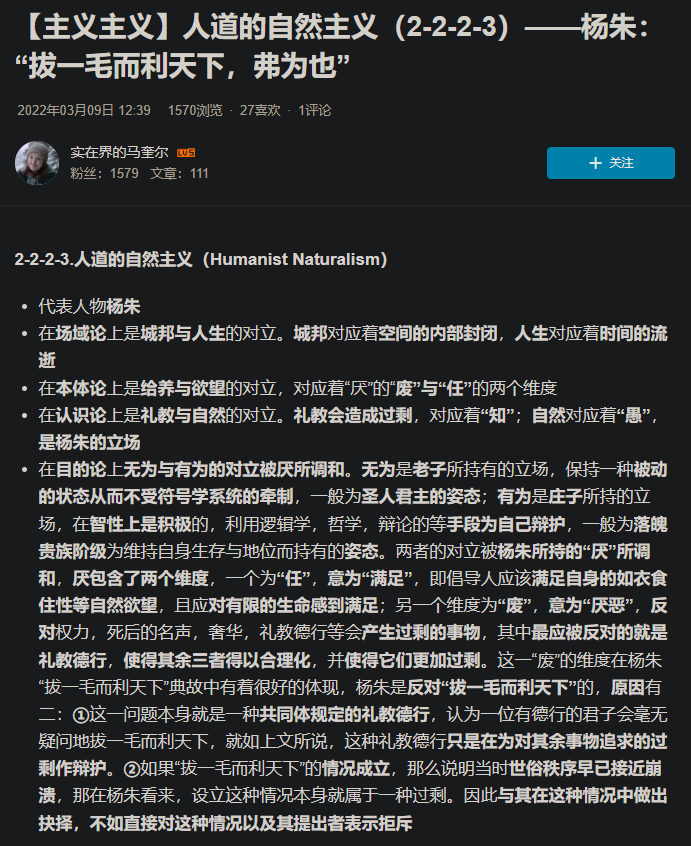 【主义主义】人道的自然主义（2-2-2-3）——杨朱：
“拔一毛而利天下，弗为也”
2022年03月09日 12:39 1570浏览 · 27喜欢 · 1评论
实在界的马奎尔 LV5
粉丝：1579 文章：111
+ 关注
2-2-2-3.人道的自然主义（Humanist Naturalism）
• 代表人物杨朱
• 在场域论上是城邦与人生的对立。城邦对应着空间的内部封闭，人生对应着时间的流
逝
• 在本体论上是给养与欲望的对立，对应着“厌”的“废”与“任”的两个维度
• 在认识论上是礼教与自然的对立。礼教会造成过剩，对应着“知”；自然对应着“愚”，
是杨朱的立场
• 在目的论上无为与有为的对立被厌所调和。无为是老子所持有的立场，保持一种被动
的状态从而不受符号学系统的牵制，一般为圣人君主的姿态；有为是庄子所持的立
场，在智性上是积极的，利用逻辑学，哲学，辩论的等手段为自己辩护，一般为落魄
贵族阶级为维持自身生存与地位而持有的姿态。两者的对立被杨朱所持的“厌”所调
和，厌包含了两个维度，一个为“任”，意为“满足”，即倡导人应该满足自身的如衣食
住性等自然欲望，且应对有限的生命感到满足；另一个维度为“废”，意为“厌恶”，反
对权力，死后的名声，奢华，礼教德行等会产生过剩的事物，其中最应被反对的就是
礼教德行，使得其余三者得以合理化，并使得它们更加过剩。这一“废”的维度在杨朱
“拔一毛而利天下”典故中有着很好的体现，杨朱是反对“拔一毛而利天下”的，原因有
二：①这一问题本身就是一种共同体规定的礼教德行，认为一位有德行的君子会毫无
疑问地拔一毛而利天下，就如上文所说，这种礼教德行只是在为对其余事物追求的过
剩作辩护。②如果“拔一毛而利天下”的情况成立，那么说明当时世俗秩序早已接近崩
溃，那在杨朱看来，设立这种情况本身就属于一种过剩。因此与其在这种情况中做出
抉择，不如直接对这种情况以及其提出者表示拒斥